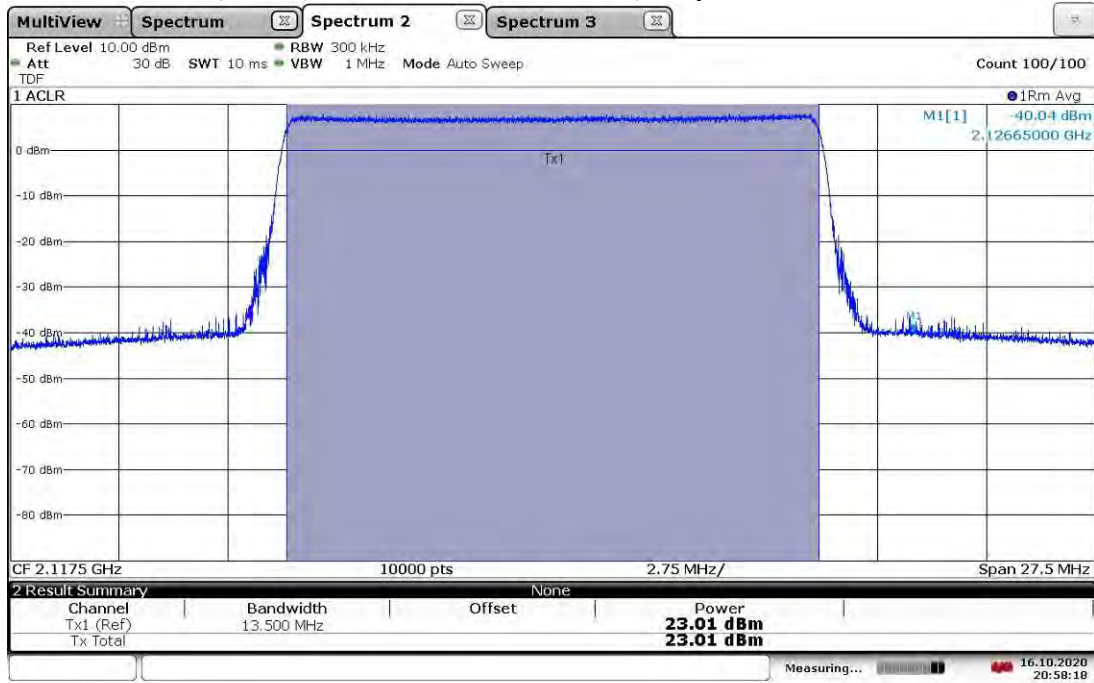 MultiView Spectrum Spectrum 2 Spectrum 3
Ref Level 10.00 dBm RBW 300 kHz
Att 30 dB SWT 10 ms VBW 1 MHz Mode Auto Sweep Count 100/100
TDF
1 ACLR 1Rm Avg
M1[1] -40.04 dBm
2.12665000 GHz
0 dBm
Tx1
-10 dBm
-20 dBm
-30 dBm
M1
-40 dBm
-50 dBm
-60 dBm
-70 dBm
-80 dBm
CF 2.1175 GHz 10000 pts 2.75 MHz/ Span 27.5 MHz
2 Result Summary None
Channel Bandwidth Offset Power
Tx1 (Ref) 13.500 MHz 23.01 dBm
Tx Total 23.01 dBm
Measuring... 16.10.2020
20:58:18